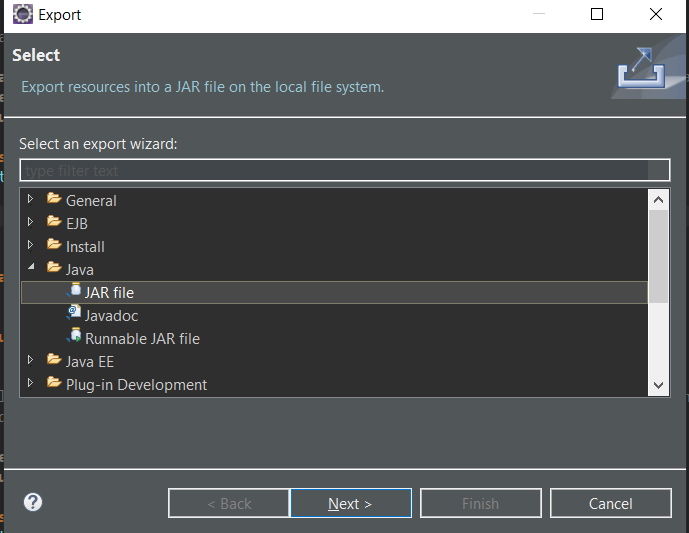 Export
Select
Export resources into a JAR file on the local file system.
Select an export wizard:
type filter text
General
EJB
Install
Java
JAR file
Javadoc
Runnable JAR file
Java EE
Plug-in Development
< Back
Next >
Finish
Cancel